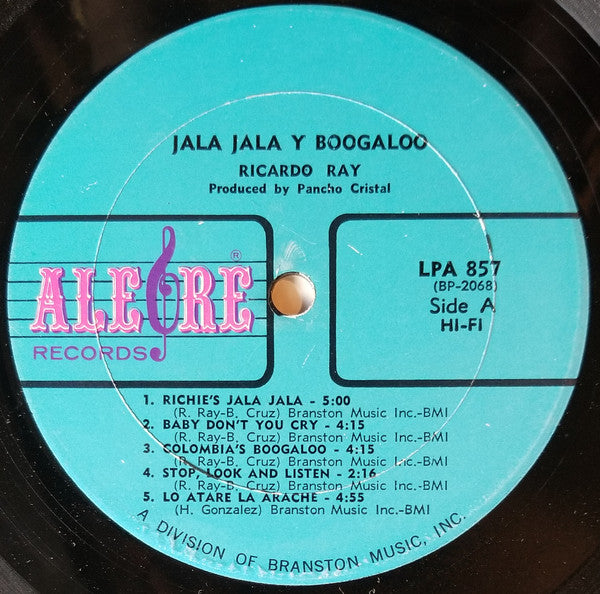 JALA JALA Y BOOGALOO
RICARDO RAY
Produced by Pancho Cristal
ALEGRE ®
RECORDS
LPA 857
(BP-2068)
Side A
HI-FI
1. RICHIE'S JALA JALA - 5:00
(R. Ray-B, Cruz) Branston Music Inc.-BMI
2. BABY DON'T YOU CRY - 4:15
(R. Ray-B. Cruz) Branston Music Inc.-BMI
3. COLOMBIA'S BOOGALOO - 4:15
(R. Ray-B, Cruz) Branston Music Inc.-BMI
4. STOP, LOOK AND LISTEN - 2:16
(R. Ray-B. Cruz) Branston Music Inc.-BMI
5. LO ATARE LA ARACHE - 4:55
(H. Gonzalez) Branston Music Inc.-BMI
A DIVISION OF BRANSTON MUSIC, INC.